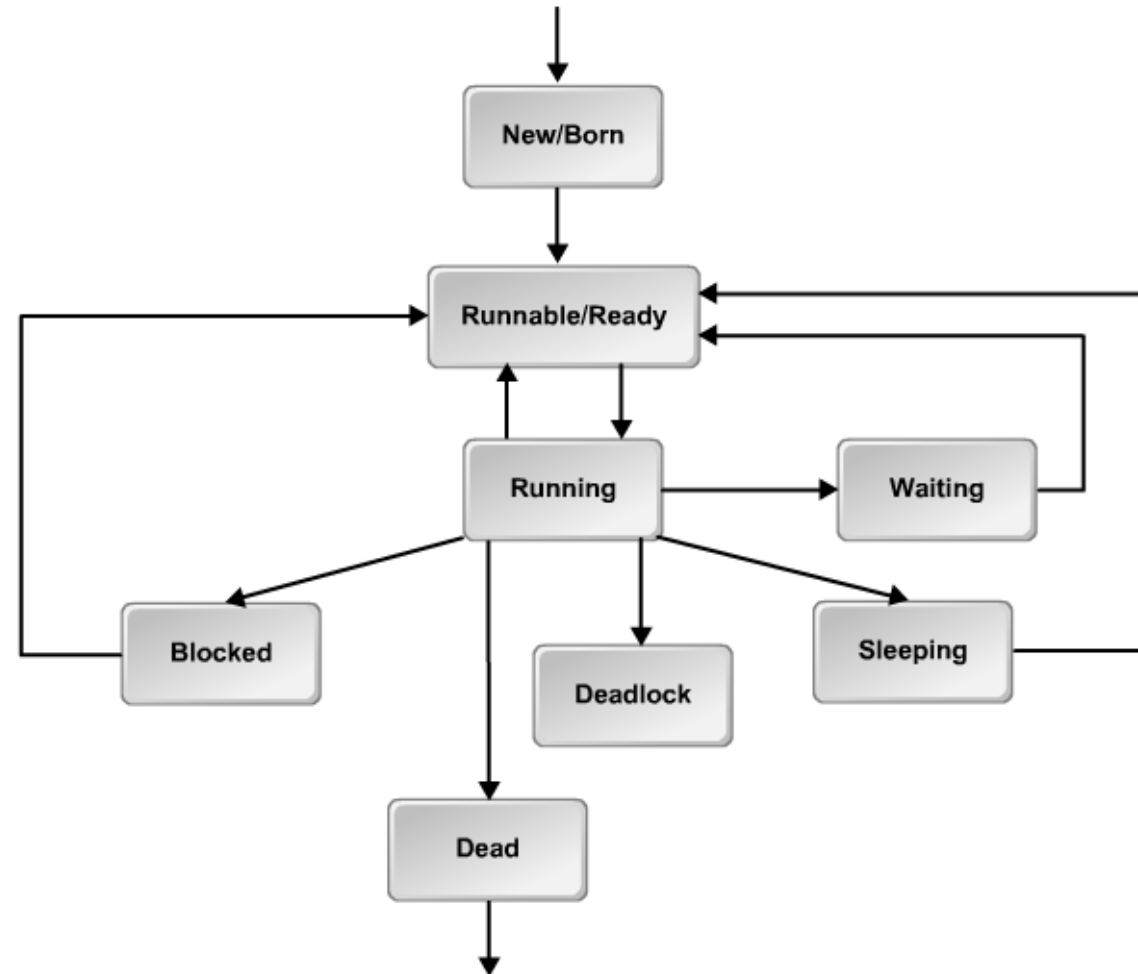 New/Born
Runnable/Ready
Running
Waiting
Blocked
Deadlock
Sleeping
Dead